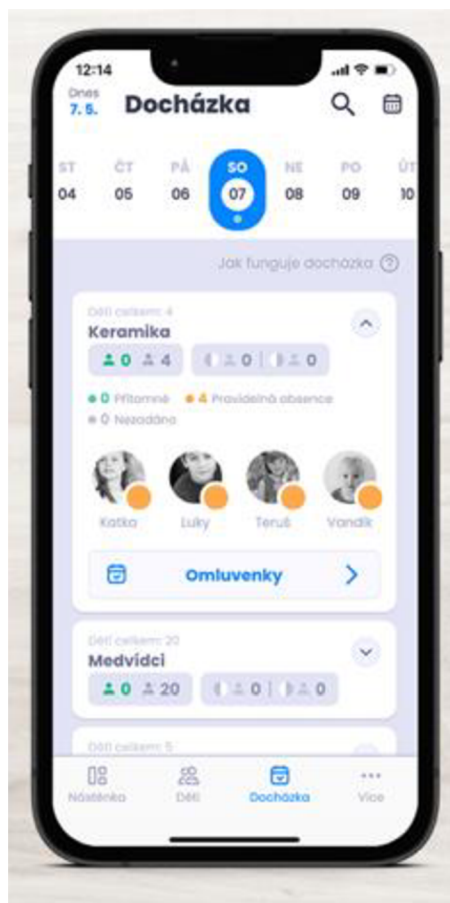 12:14
Dnes
7. 5.
Docházka
ST ČT PÁ SO NE PO ÚT
04 05 06 07 08 09 10
Jak funguje docházka ?
Dětí celkem: 4
Keramika
0 4 0 | 0
0 Přítomné 4 Pravidelná absence
0 Nezadáno
Katka Luky Teruš Vandík
Omluvenky
Dětí celkem: 20
Medvídci
0 20 0 | 0
Dětí celkem: 5
Nástěnka Děti Docházka Více